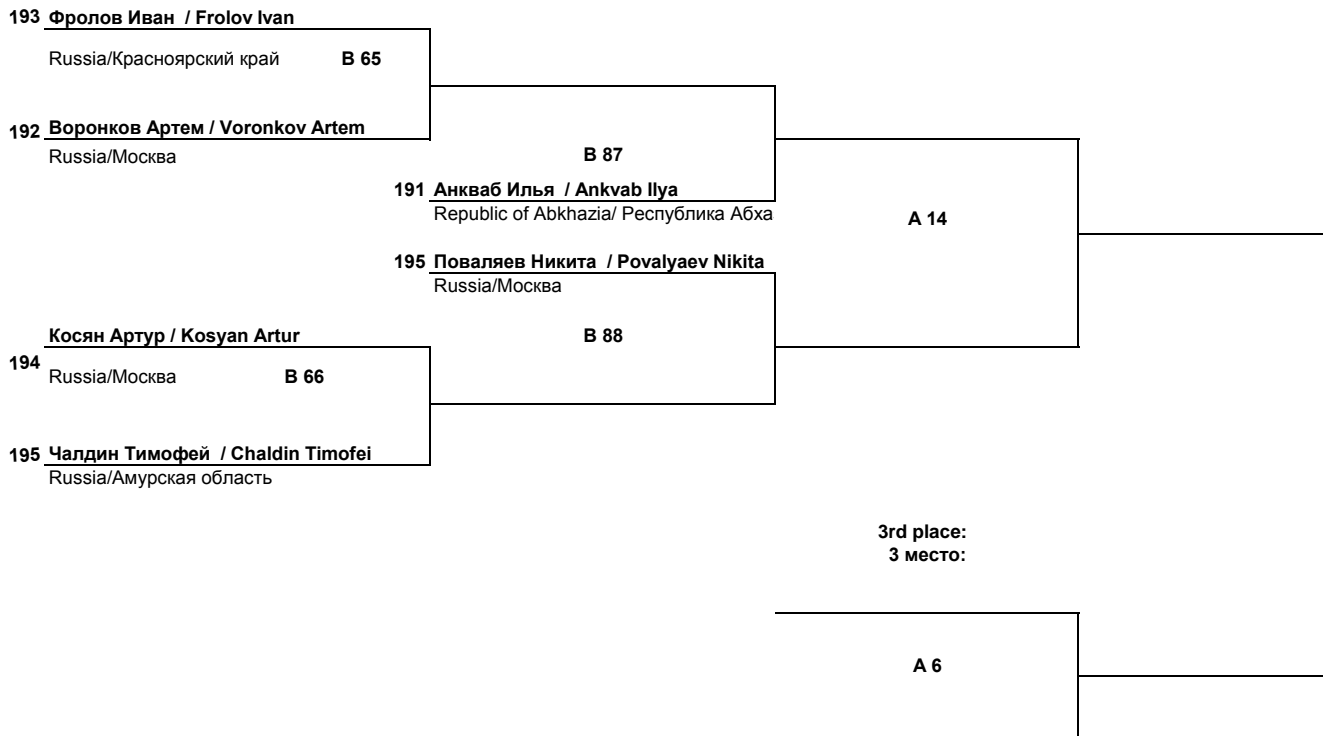 193 Фролов Иван / Frolov Ivan
Russia/Красноярский край B 65
192 Воронков Артем / Voronkov Artem
Russia/Москва
B 87
191 Анкваб Илья / Ankvab Ilya
Republic of Abkhazia/ Республика Абха
A 14
195 Поваляев Никита / Povalyaev Nikita
Russia/Москва
Косян Артур / Kosyan Artur
B 88
194
Russia/Москва B 66
195 Чалдин Тимофей / Chaldin Timofei
Russia/Амурская область
3rd place:
3 место:
A 6